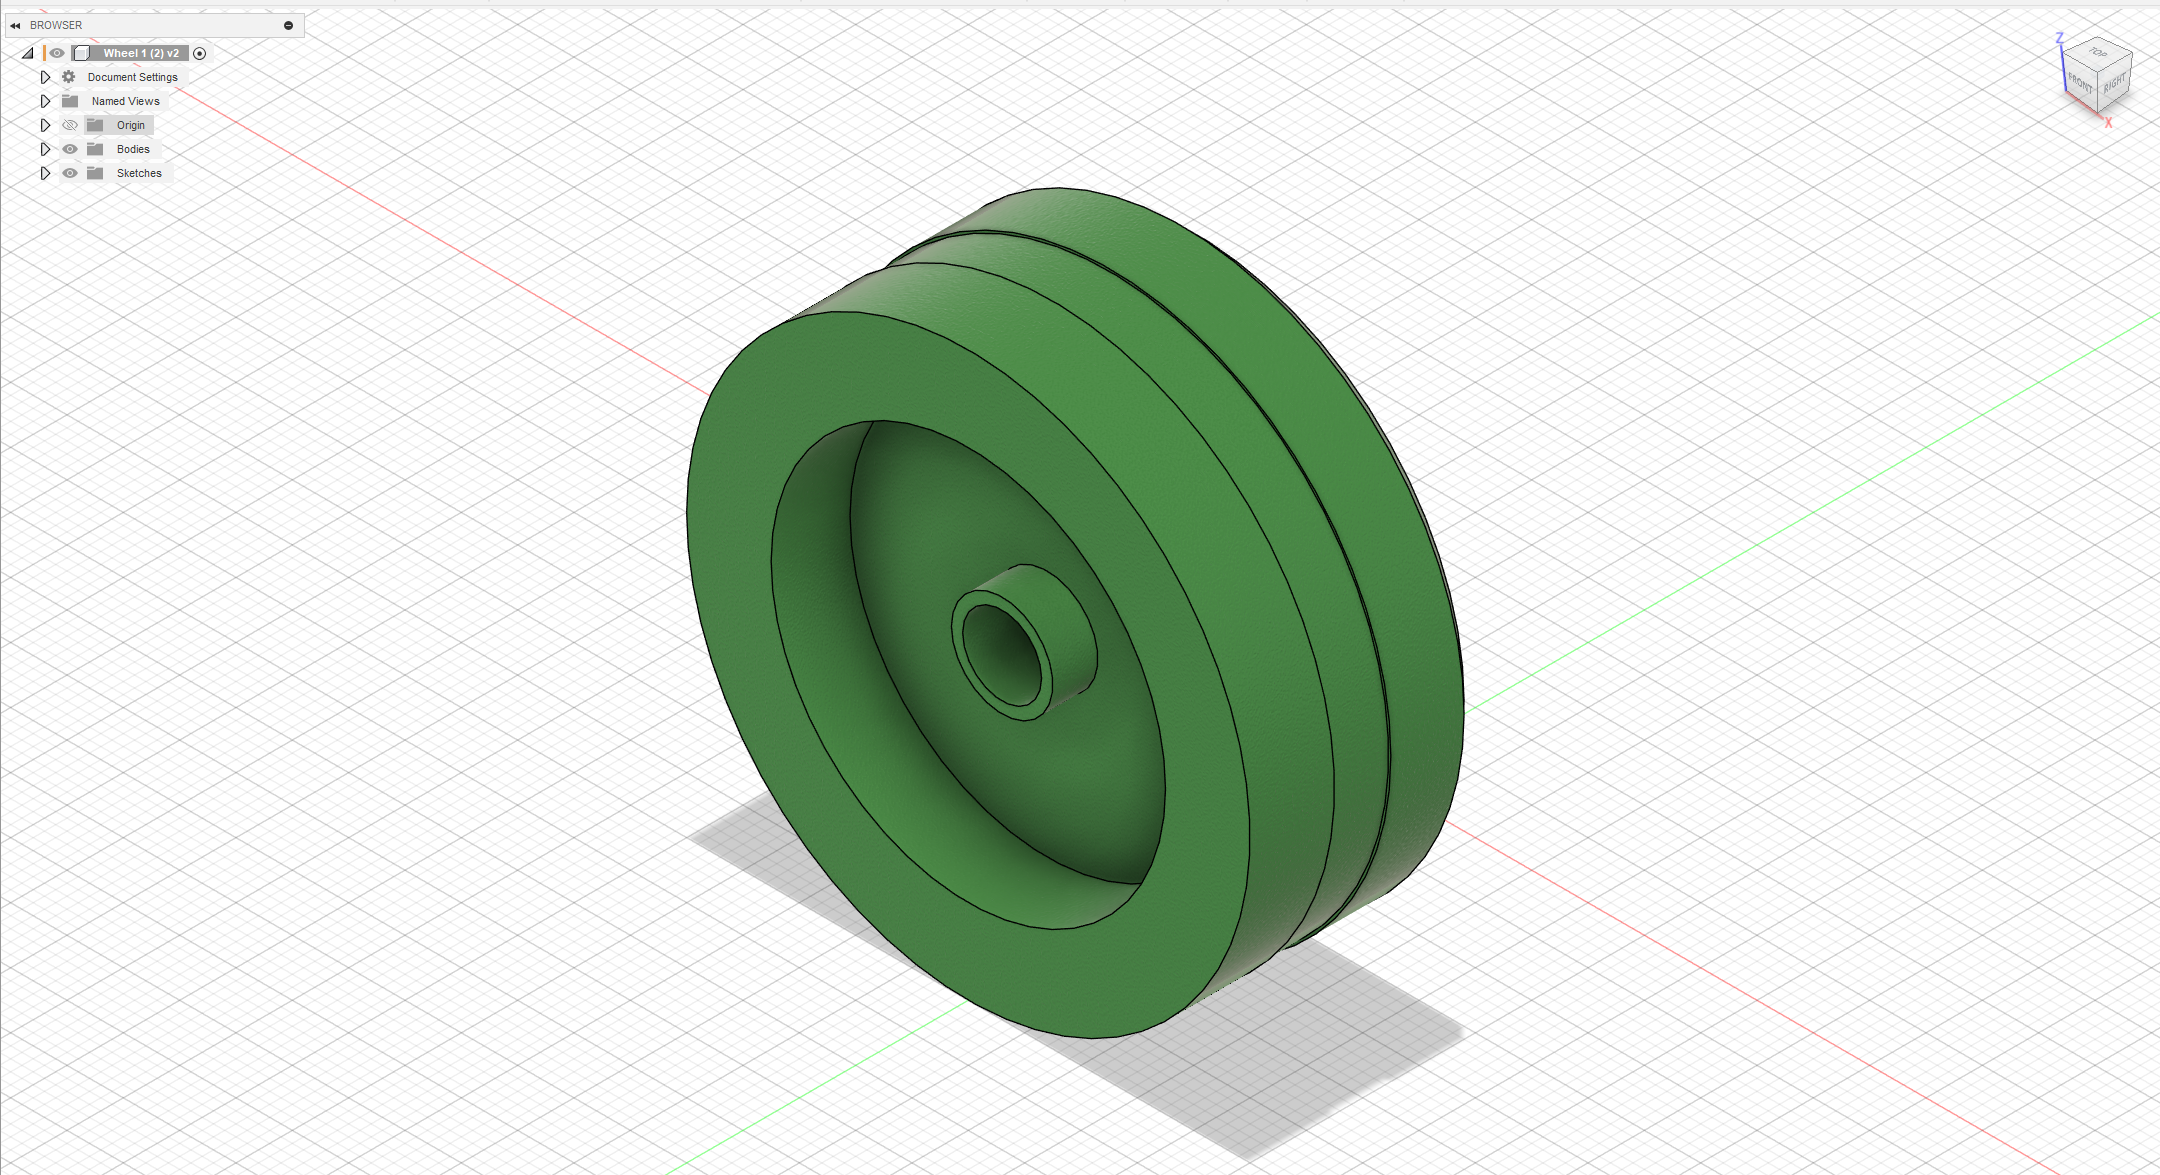 BROWSER
Wheel 1 (2) v2
Document Settings
Named Views
Origin
Bodies
Sketches
Z
TOP
FRONT
RIGHT
X